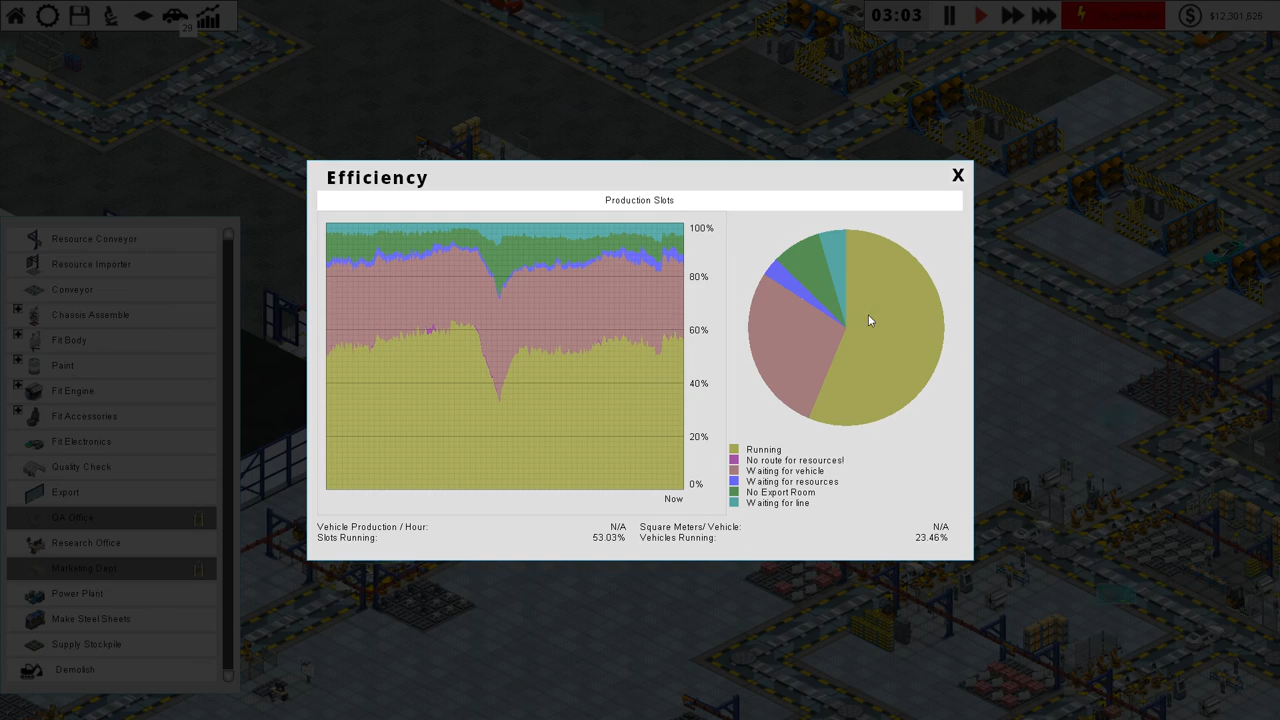 29
03:03
$12,301,626
Efficiency
X
Production Slots
100%
80%
60%
40%
20%
0%
Now
Running
No route for resources!
Waiting for vehicle
Waiting for resources
No Export Room
Waiting for line
Vehicle Production / Hour:
N/A
Square Meters/ Vehicle:
N/A
Slots Running:
53.03%
Vehicles Running:
23.46%
Resource Conveyor
Resource Importer
Conveyor
Chassis Assemble
Fit Body
Paint
Fit Engine
Fit Accessories
Fit Electronics
Quality Check
Export
QA Office
Research Office
Marketing Dept
Power Plant
Make Steel Sheets
Supply Stockpile
Demolish